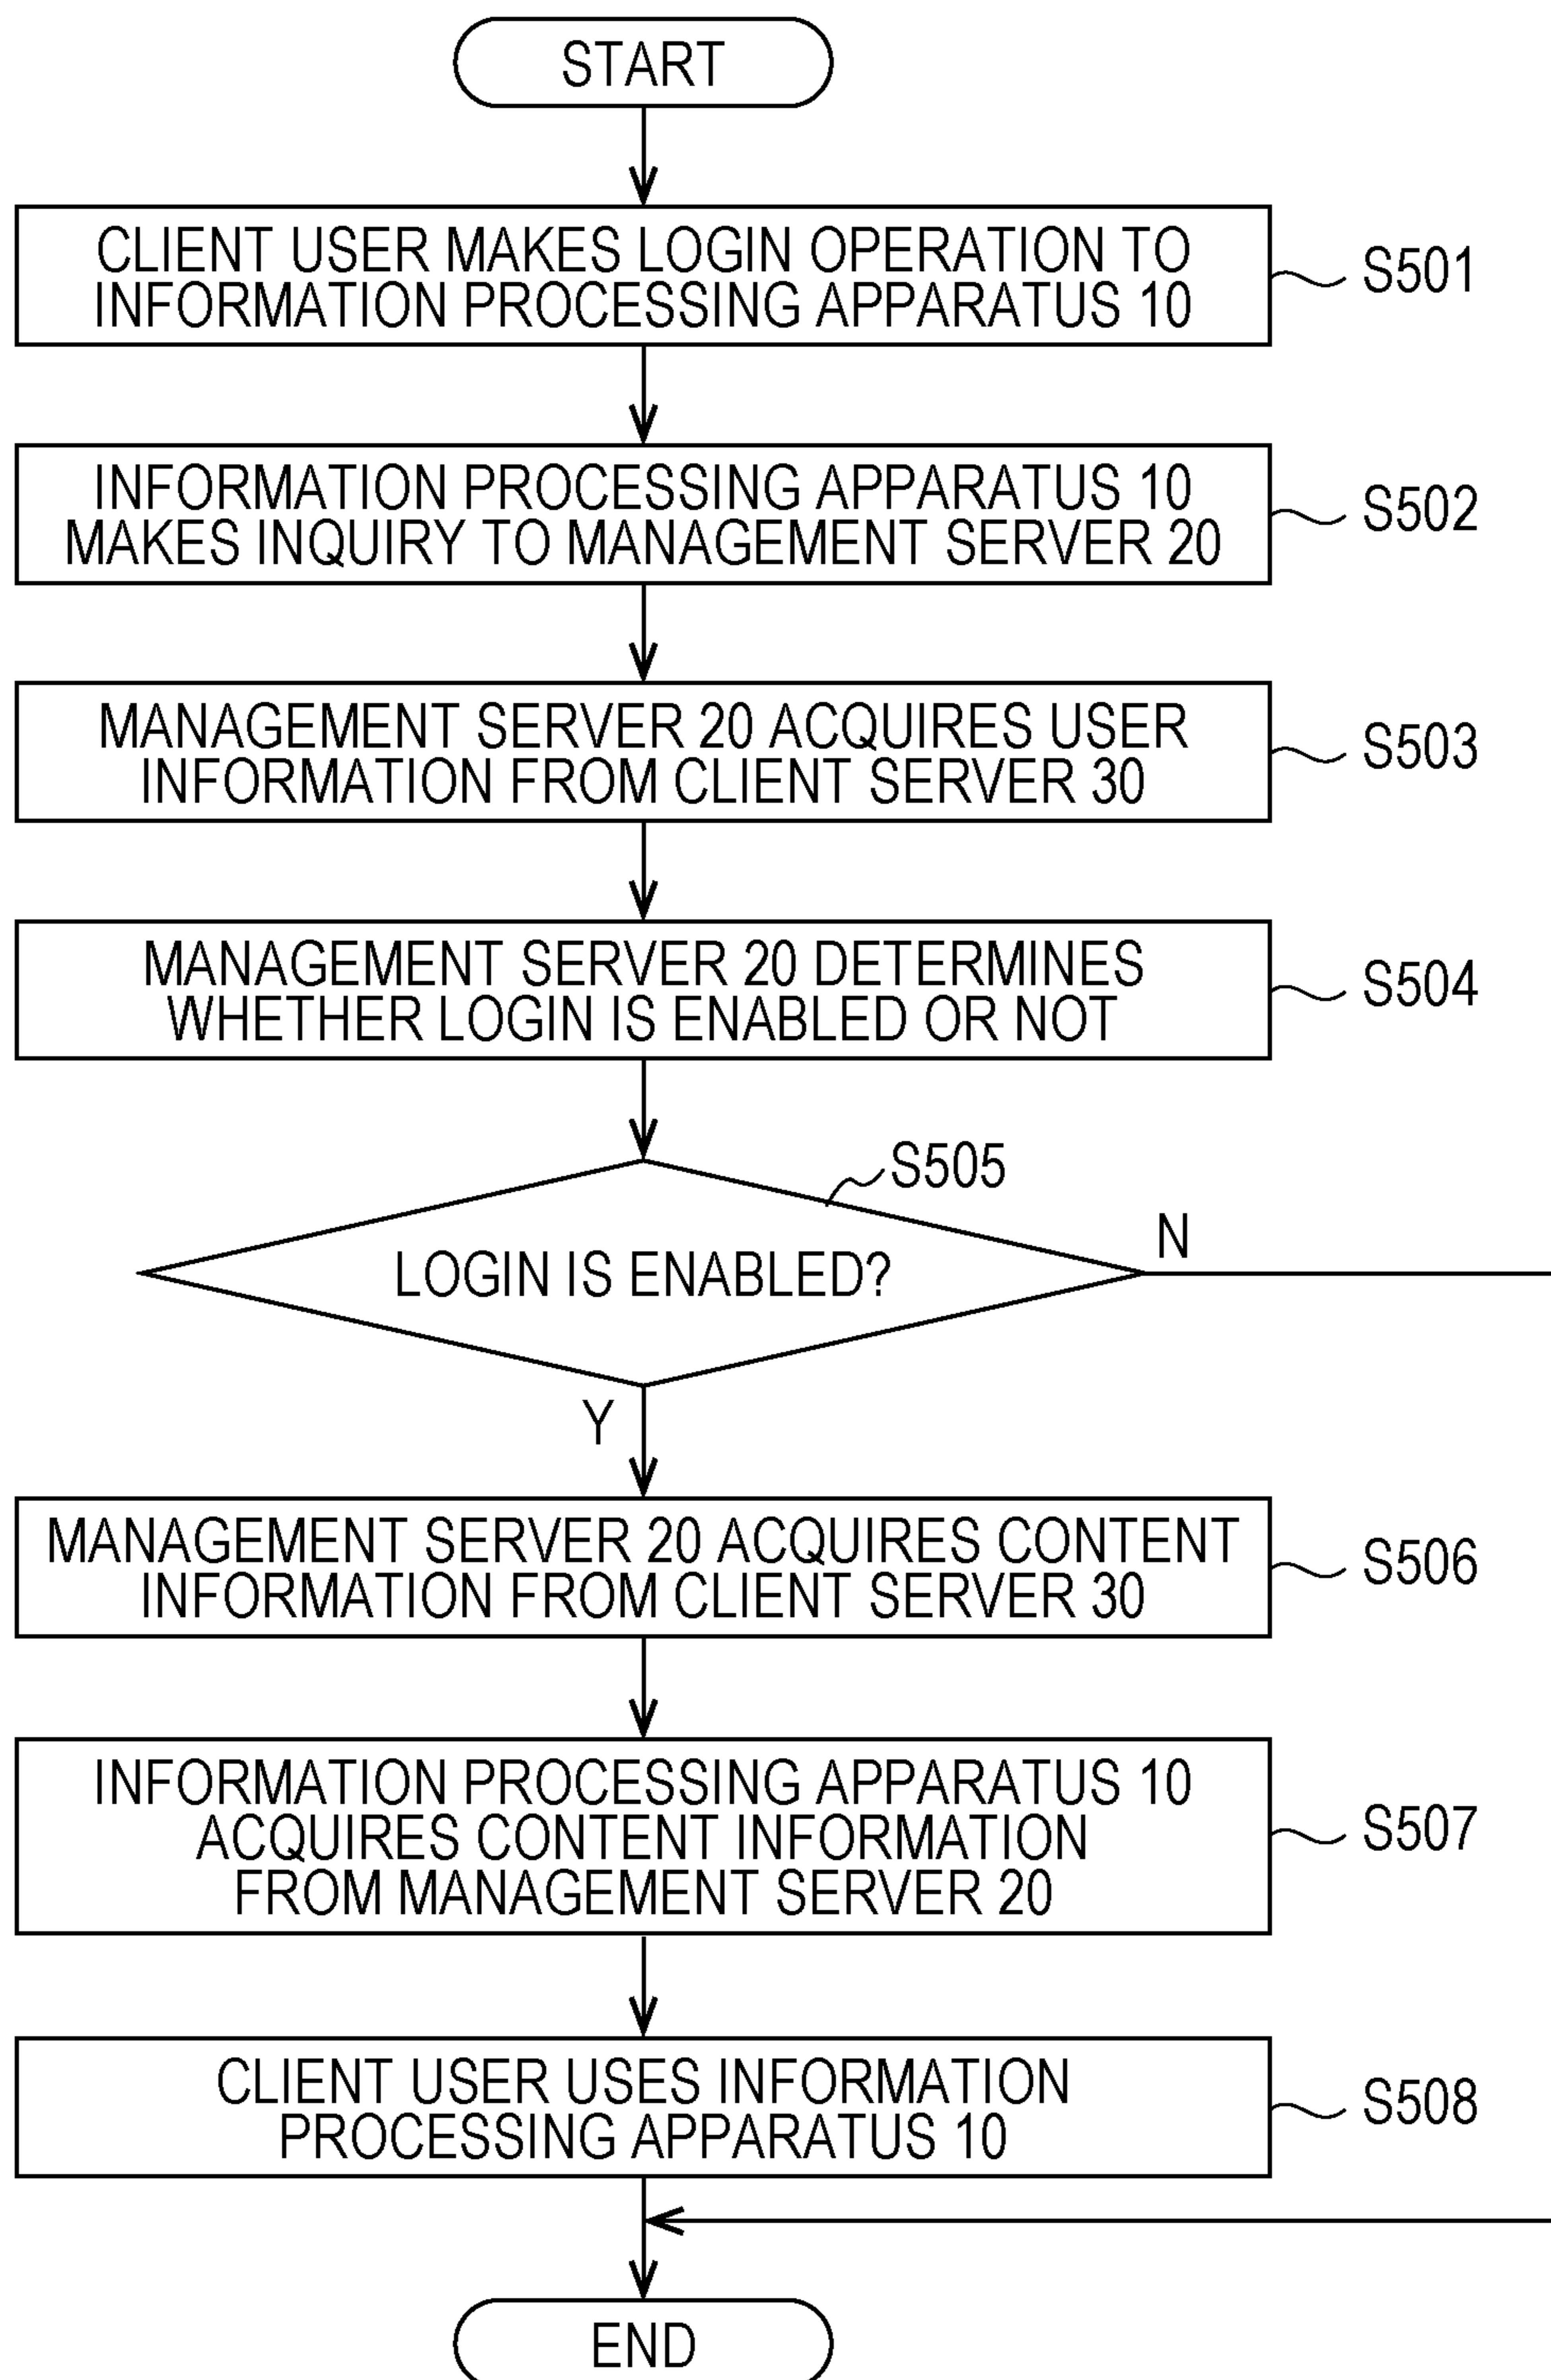 START
CLIENT USER MAKES LOGIN OPERATION TO
INFORMATION PROCESSING APPARATUS 10
S501
INFORMATION PROCESSING APPARATUS 10
MAKES INQUIRY TO MANAGEMENT SERVER 20
S502
MANAGEMENT SERVER 20 ACQUIRES USER
INFORMATION FROM CLIENT SERVER 30
S503
MANAGEMENT SERVER 20 DETERMINES
WHETHER LOGIN IS ENABLED OR NOT
S504
S505
LOGIN IS ENABLED?
N
Y
MANAGEMENT SERVER 20 ACQUIRES CONTENT
INFORMATION FROM CLIENT SERVER 30
S506
INFORMATION PROCESSING APPARATUS 10
ACQUIRES CONTENT INFORMATION
FROM MANAGEMENT SERVER 20
S507
CLIENT USER USES INFORMATION
PROCESSING APPARATUS 10
S508
END